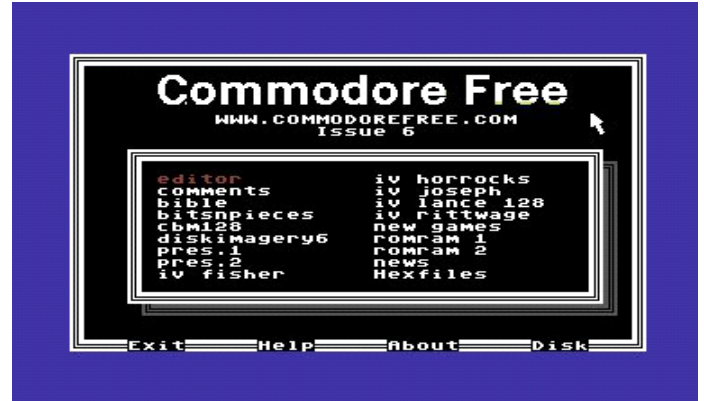 Commodore Free
WWW.COMMODOREFREE.COM
Issue 6
editor
comments
bible
bitsnpieces
cbm128
diskimagery6
pres.1
pres.2
iv fisher
iv horrocks
iv joseph
iv lance 128
iv rittwage
new games
romram 1
romram 2
news
Hexfiles
Exit Help About Disk